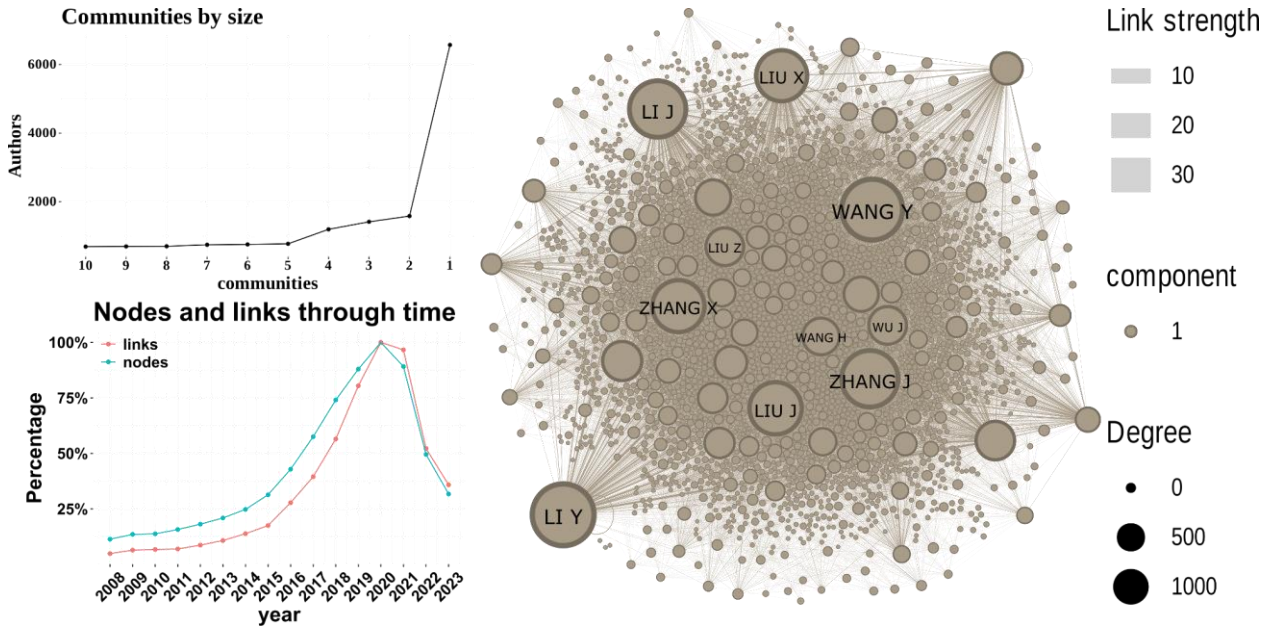 Communities by size
Authors
6000
4000
2000
10 9 8 7 6 5 4 3 2 1
communities
Nodes and links through time
links
nodes
Percentage
100%
75%
50%
25%
2008 2009 2010 2011 2012 2013 2014 2015 2016 2017 2018 2019 2020 2021 2022 2023
year
LIU X
LI J
WANG Y
LIU Z
ZHANG X
WU J
WANG H
ZHANG J
LIU J
LI Y
Link strength
10
20
30
component
1
Degree
0
500
1000